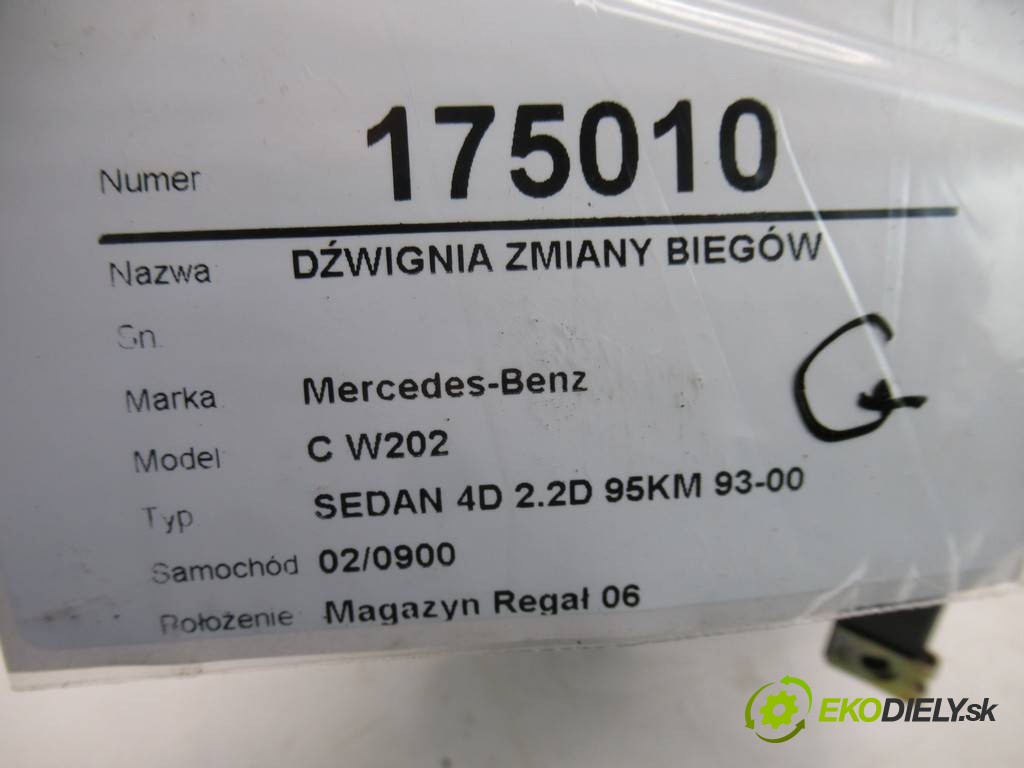 Numer 175010
Nazwa DŹWIGNIA ZMIANY BIEGÓW
Sn.
Marka Mercedes-Benz
Model C W202
Typ SEDAN 4D 2.2D 95KM 93-00
Samochód 02/0900
Położenie Magazyn Regał 06
EKODIELY.sk